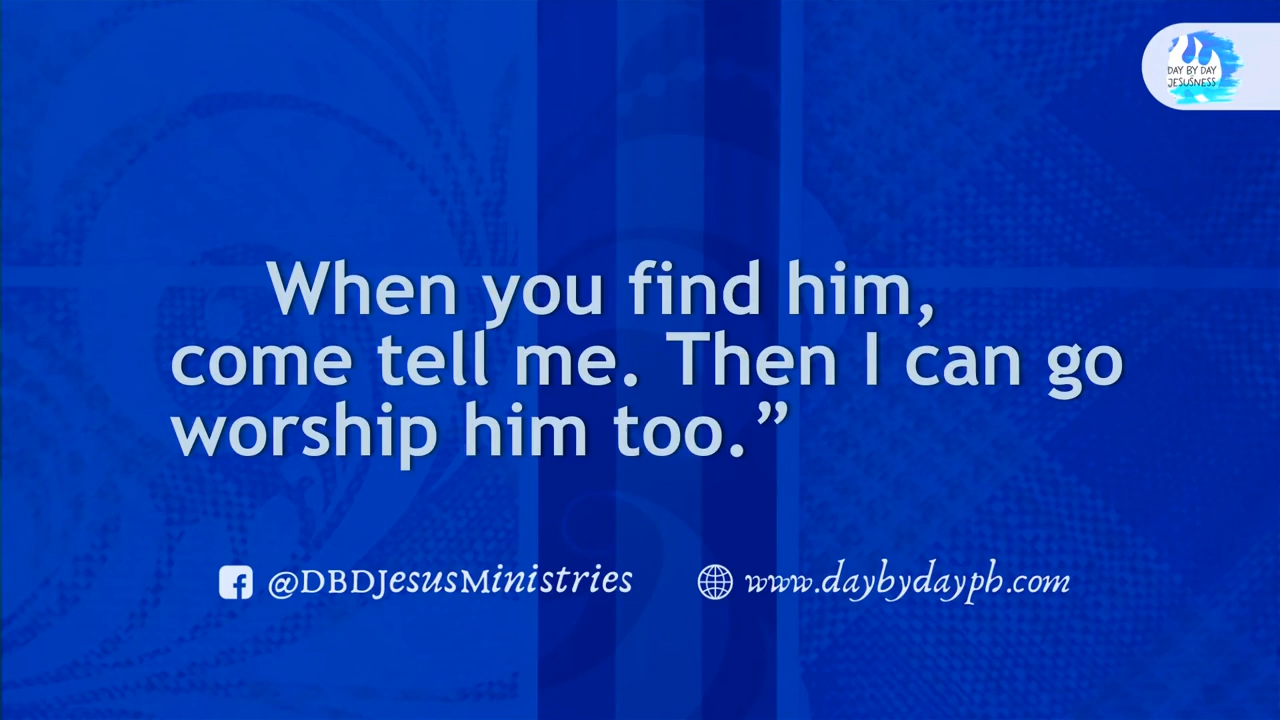 DAY BY DAY
JESUSNESS
When you find him,
come tell me. Then I can go
worship him too.”
@DBDJesusMinistries
www.daybydayph.com